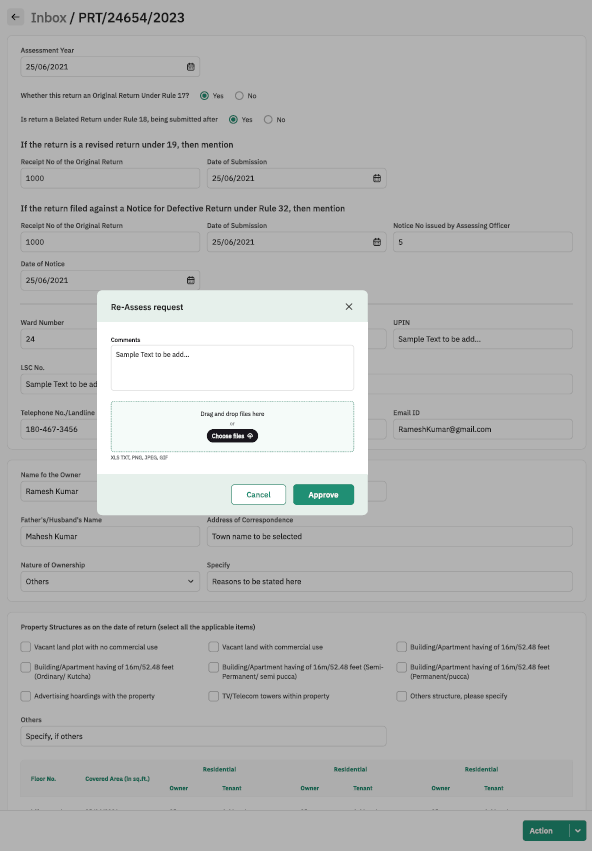 Inbox / PRT/24654/2023
Assessment Year
25/06/2021
Whether this return an Original Return Under Rule 17? Yes No
Is return a Belated Return under Rule 18, being submitted after Yes No
If the return is a revised return under 19, then mention
Receipt No of the Original Return Date of Submission
1000 25/06/2021
If the return filed against a Notice for Defective Return under Rule 32, then mention
Receipt No of the Original Return Date of Submission Notice No issued by Assessing Officer
1000 25/06/2021 5
Date of Notice
25/06/2021
Re-Assess request
Comments
Sample Text to be add...
Drag and drop files here
or
Choose files
XLS TXT, PNG, JPEG, GIF
Cancel Approve
Ward Number UPIN
24 Sample Text to be add...
LSC No.
Sample Text to be ad
Telephone No./Landline Email ID
180-467-3456 RameshKumar@gmail.com
Name fo the Owner
Ramesh Kumar
Father's/Husband's Name Address of Correspondence
Mahesh Kumar Town name to be selected
Nature of Ownership Specify
Others Reasons to be stated here
Property Structures as on the date of return (select all the applicable items)
Vacant land plot with no commercial use Vacant land with commercial use Building/Apartment having of 16m/52.48 feet
Building/Apartment having of 16m/52.48 feet (Ordinary/ Kutcha) Building/Apartment having of 16m/52.48 feet (Semi-Permanent/ semi pucca) Building/Apartment having of 16m/52.48 feet (Permanent/pucca)
Advertising hoardings with the property TV/Telecom towers within property Others structure, please specify
Others
Specify, if others
Residential Residential Residential
Floor No. Covered Area (in sq.ft.)
Owner Tenant Owner Tenant Owner Tenant
Action